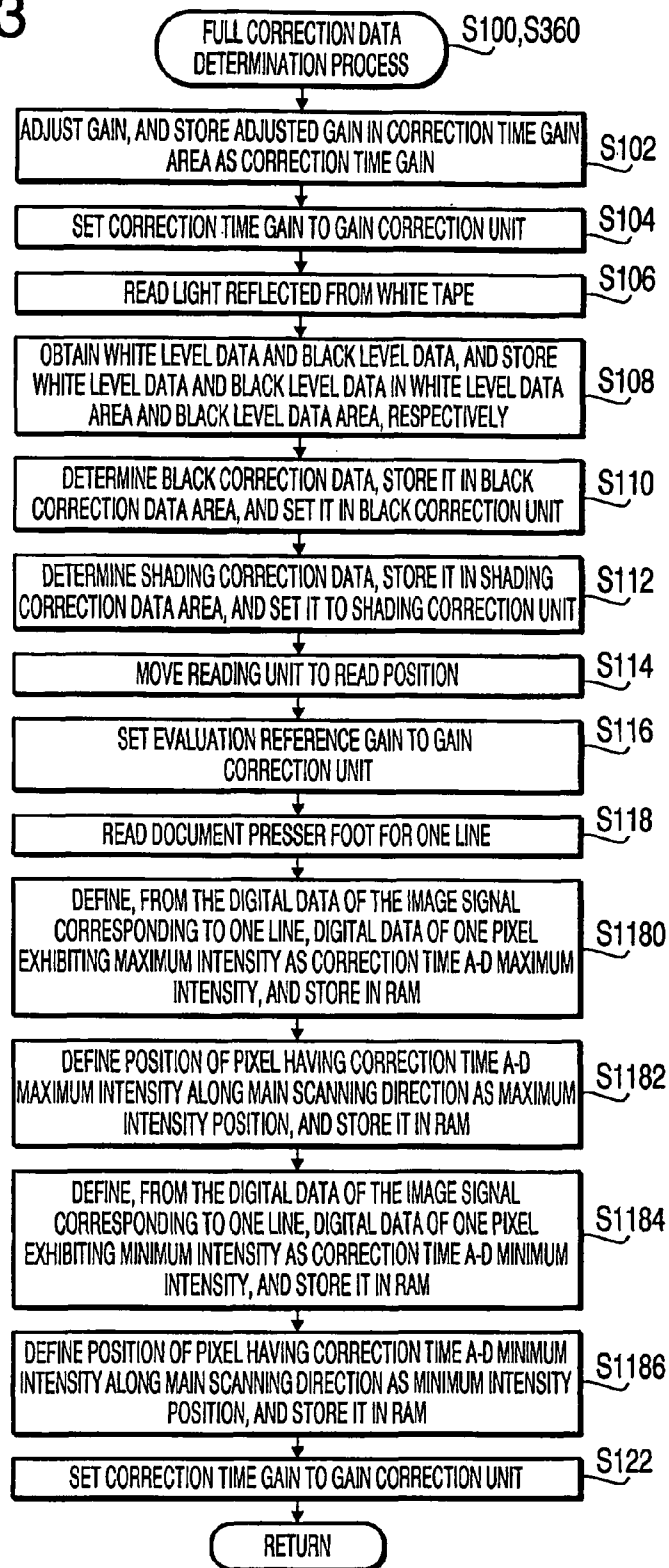 3
FULL CORRECTION DATA
DETERMINATION PROCESS
S100,S360
ADJUST GAIN, AND STORE ADJUSTED GAIN IN CORRECTION TIME GAIN
AREA AS CORRECTION TIME GAIN
S102
SET CORRECTION TIME GAIN TO GAIN CORRECTION UNIT
S104
READ LIGHT REFLECTED FROM WHITE TAPE
S106
OBTAIN WHITE LEVEL DATA AND BLACK LEVEL DATA, AND STORE
WHITE LEVEL DATA AND BLACK LEVEL DATA IN WHITE LEVEL DATA
AREA AND BLACK LEVEL DATA AREA, RESPECTIVELY
S108
DETERMINE BLACK CORRECTION DATA, STORE IT IN BLACK
CORRECTION DATA AREA, AND SET IT IN BLACK CORRECTION UNIT
S110
DETERMINE SHADING CORRECTION DATA, STORE IT IN SHADING
CORRECTION DATA AREA, AND SET IT TO SHADING CORRECTION UNIT
S112
MOVE READING UNIT TO READ POSITION
S114
SET EVALUATION REFERENCE GAIN TO GAIN
CORRECTION UNIT
S116
READ DOCUMENT PRESSER FOOT FOR ONE LINE
S118
DEFINE, FROM THE DIGITAL DATA OF THE IMAGE SIGNAL
CORRESPONDING TO ONE LINE, DIGITAL DATA OF ONE PIXEL
EXHIBITING MAXIMUM INTENSITY AS CORRECTION TIME A-D MAXIMUM
INTENSITY, AND STORE IN RAM
S1180
DEFINE POSITION OF PIXEL HAVING CORRECTION TIME A-D
MAXIMUM INTENSITY ALONG MAIN SCANNING DIRECTION AS MAXIMUM
INTENSITY POSITION, AND STORE IT IN RAM
S1182
DEFINE, FROM THE DIGITAL DATA OF THE IMAGE SIGNAL
CORRESPONDING TO ONE LINE, DIGITAL DATA OF ONE PIXEL
EXHIBITING MINIMUM INTENSITY AS CORRECTION TIME A-D MINIMUM
INTENSITY, AND STORE IT IN RAM
S1184
DEFINE POSITION OF PIXEL HAVING CORRECTION TIME A-D MINIMUM
INTENSITY ALONG MAIN SCANNING DIRECTION AS MINIMUM INTENSITY
POSITION, AND STORE IT IN RAM
S1186
SET CORRECTION TIME GAIN TO GAIN CORRECTION UNIT
S122
RETURN